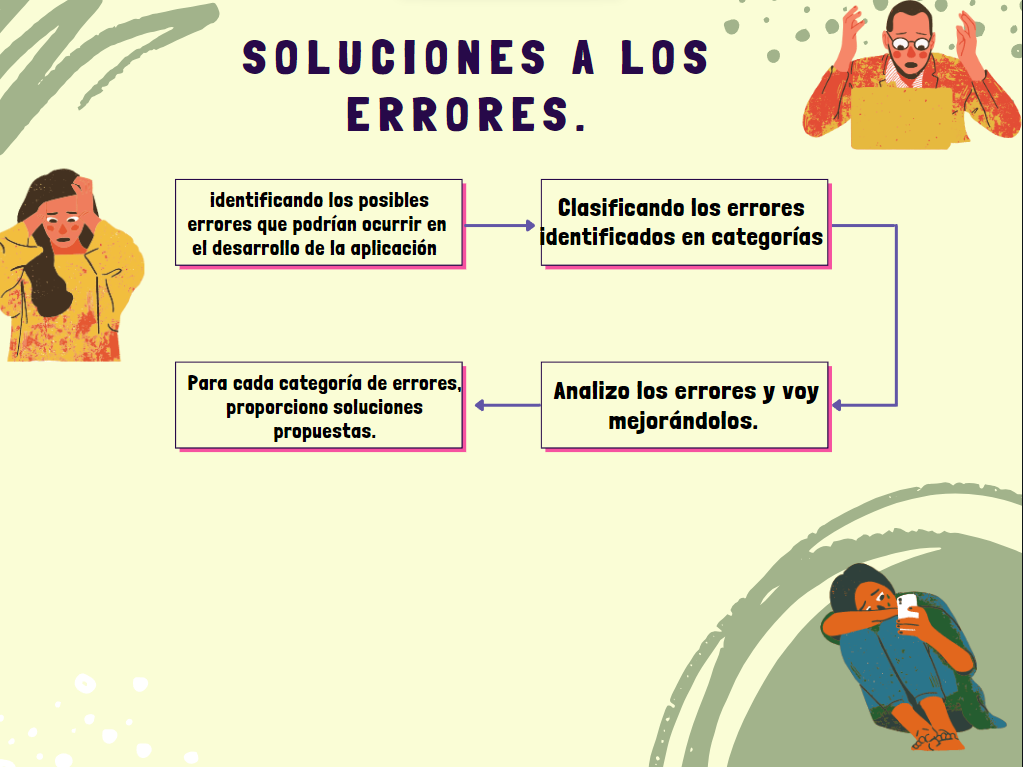 SOLUCIONES A LOS
ERRORES.
identificando los posibles
errores que podrían ocurrir en
el desarrollo de la aplicación
Clasificando los errores
identificados en categorías
Analizo los errores y voy
mejorándolos.
Para cada categoría de errores,
proporciono soluciones
propuestas.